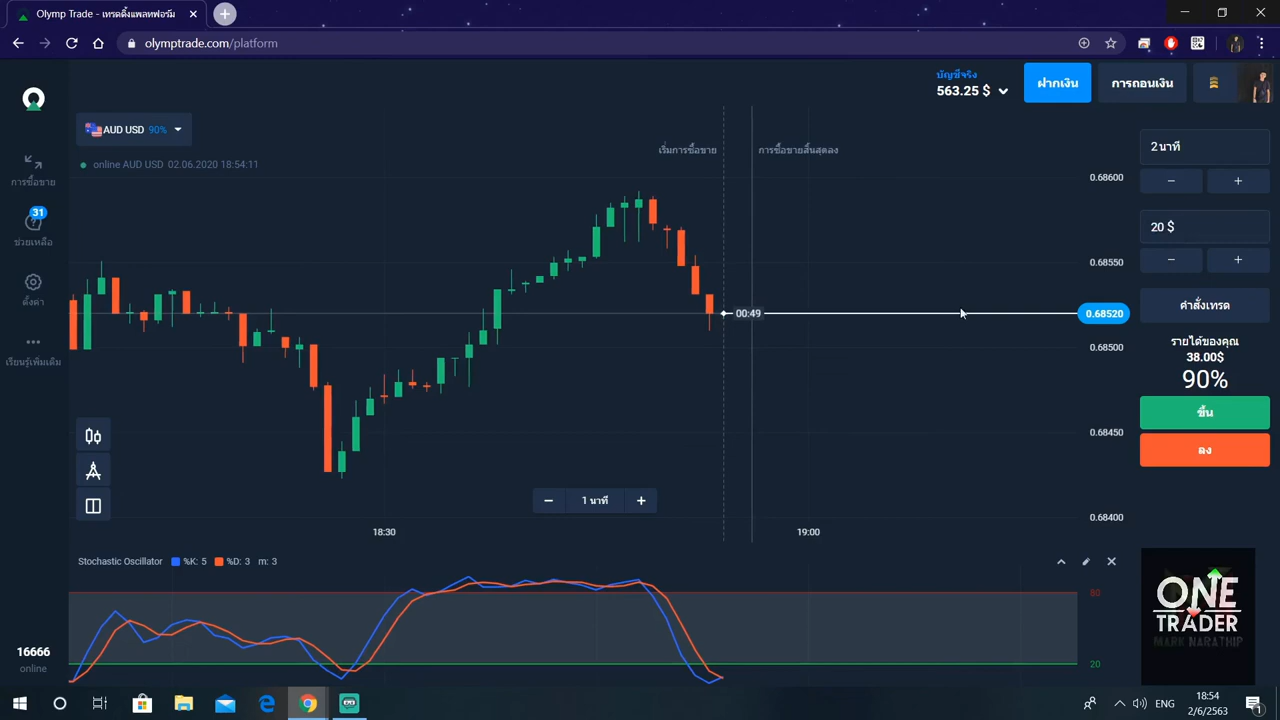 Olymp Trade - เทรดดิ้งแพลทฟอร์ม
olymptrade.com/platform
บัญชีจริง
563.25 $
ฝากเงิน
การถอนเงิน
AUD USD 90%
online AUD USD 02.06.2020 18:54:11
เริ่มการซื้อขาย
การซื้อขายสิ้นสุดลง
การซื้อขาย
31
ช่วยเหลือ
ตั้งค่า
เรียนรู้เพิ่มเติม
16666
online
0.68600
0.68550
0.68520
0.68500
0.68450
0.68400
00:49
2 นาที
20 $
คำสั่งเทรด
รายได้ของคุณ
38.00$
90%
ขึ้น
ลง
1 นาที
18:30
19:00
Stochastic Oscillator %K: 5 %D: 3 m: 3
80
20
ONE
TRADER
MARK NARATHIP
ENG
18:54
2/6/2563
1